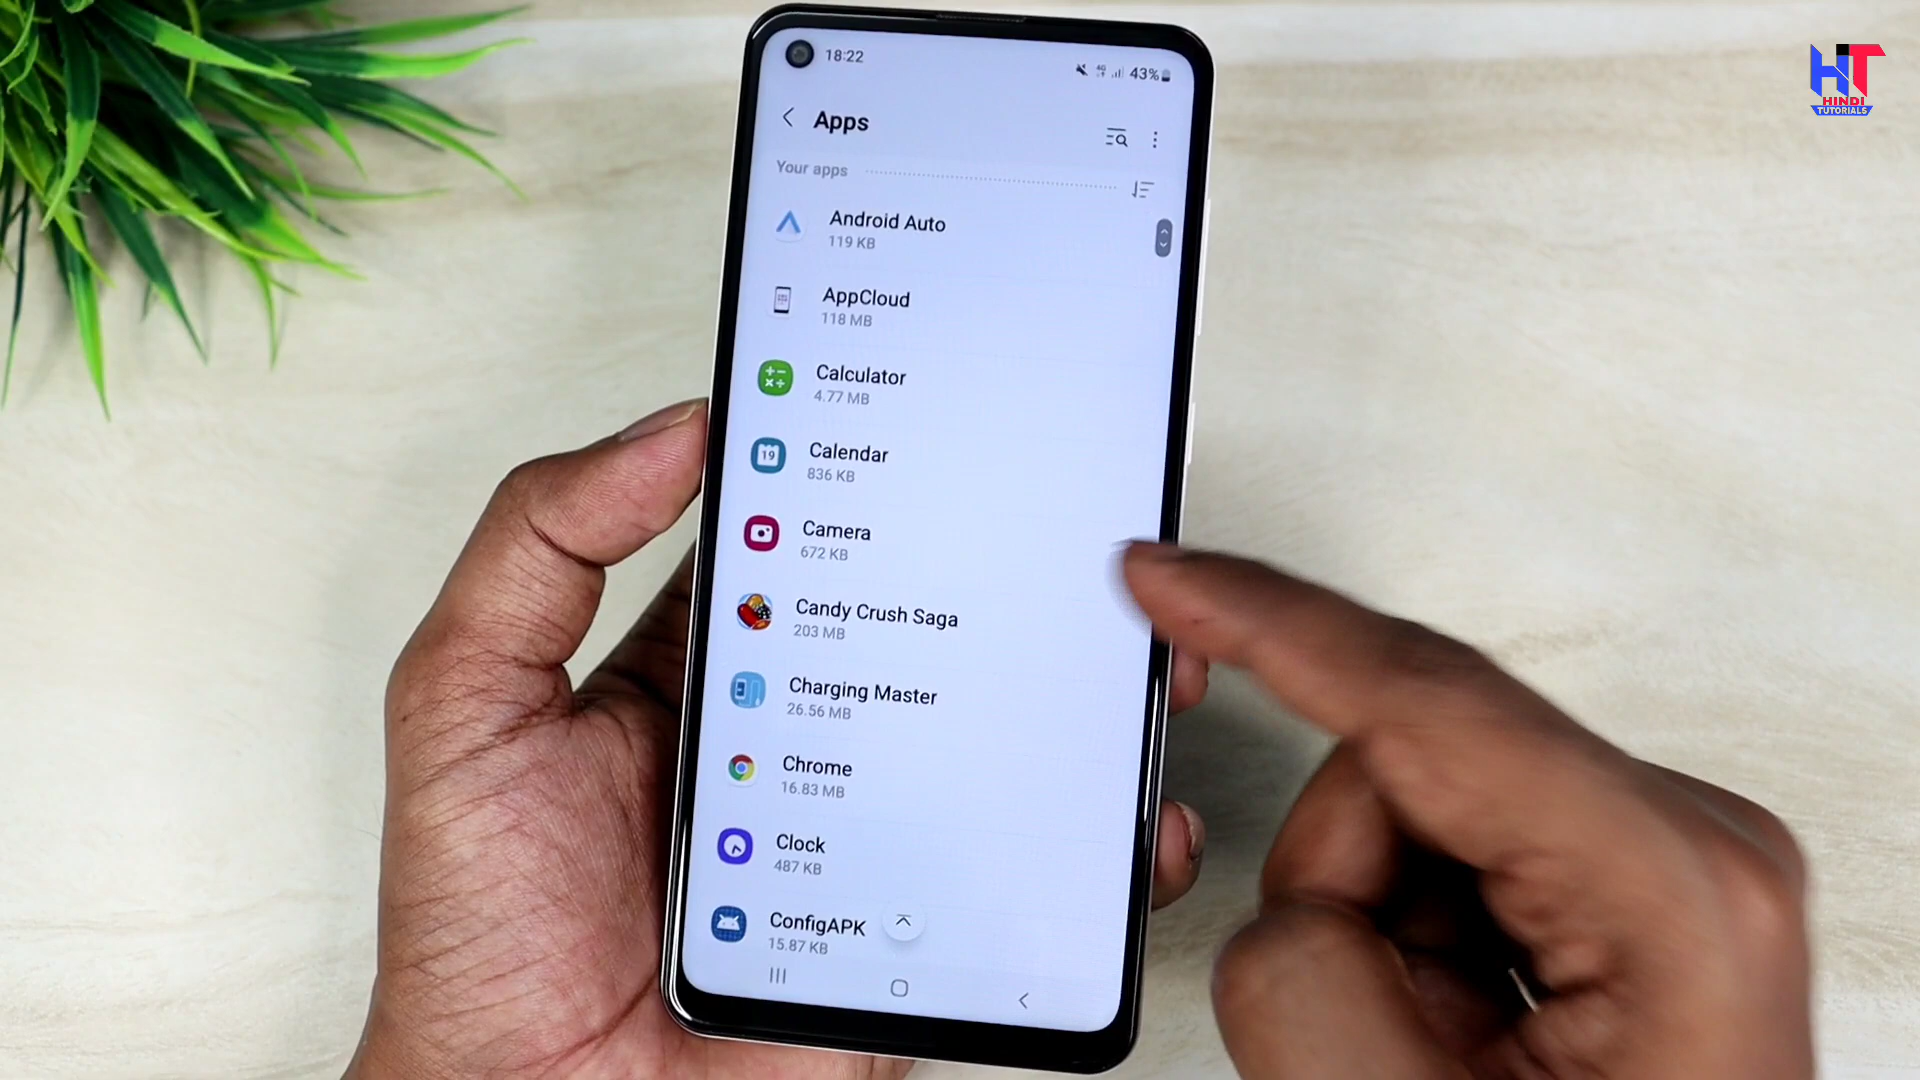 18:22
4G
43%
HT
HINDI
TUTORIALS
Apps
Your apps
Android Auto
119 KB
AppCloud
118 MB
Calculator
4.77 MB
19
Calendar
836 KB
Camera
672 KB
Candy Crush Saga
203 MB
Charging Master
26.56 MB
Chrome
16.83 MB
Clock
487 KB
ConfigAPK
15.87 KB